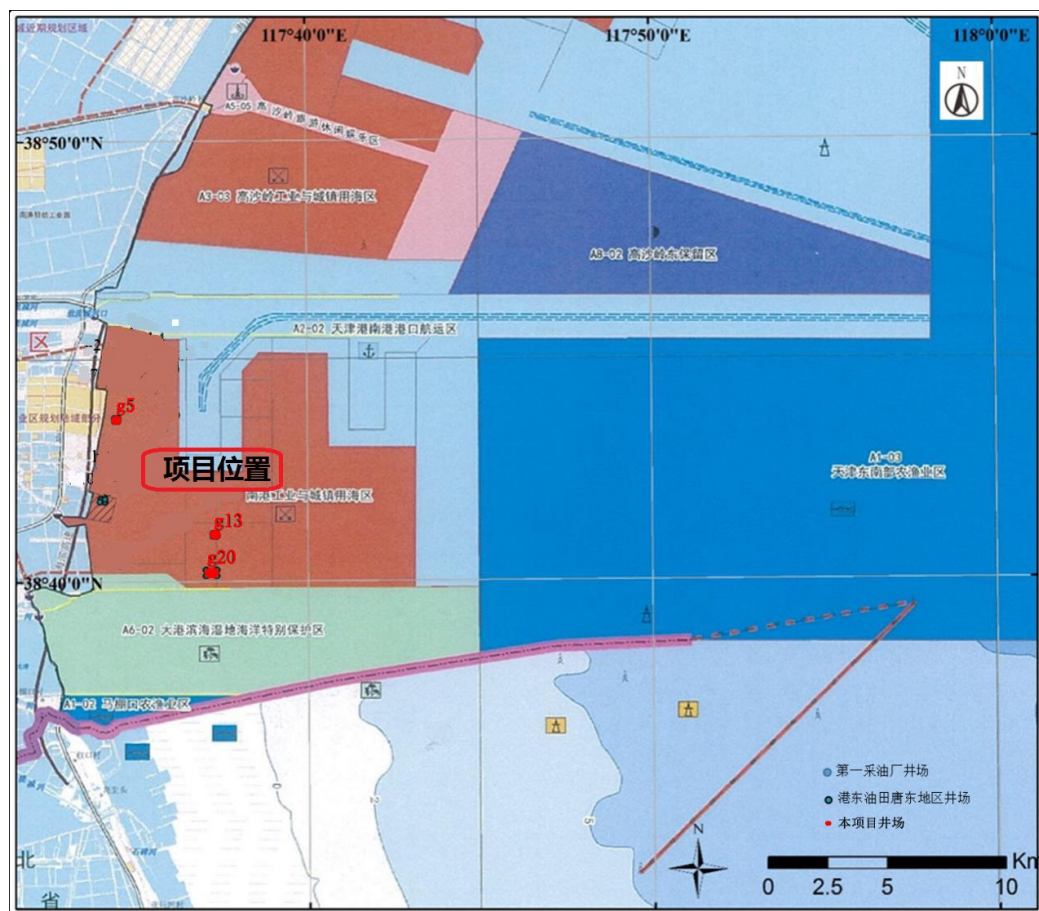 117°40'0"E
117°50'0"E
118°0'0"E
N
A5-05 高沙岭旅游休闲娱乐区
38°50'0"N
A3-03 高沙岭工业与城镇用海区
A8-02 高沙岭东保留区
A2-02 天津港南港港口航运区
g5
项目位置
A1-03
天津东南部农渔业区
南港工业与城镇用海区
g13
g20
38°40'0"N
A6-02 大港滨海湿地海洋特别保护区
A1-02 马棚口农渔业区
第一采油厂井场
港东油田唐东地区井场
本项目井场
N
Km
0 2.5 5 10
北
省